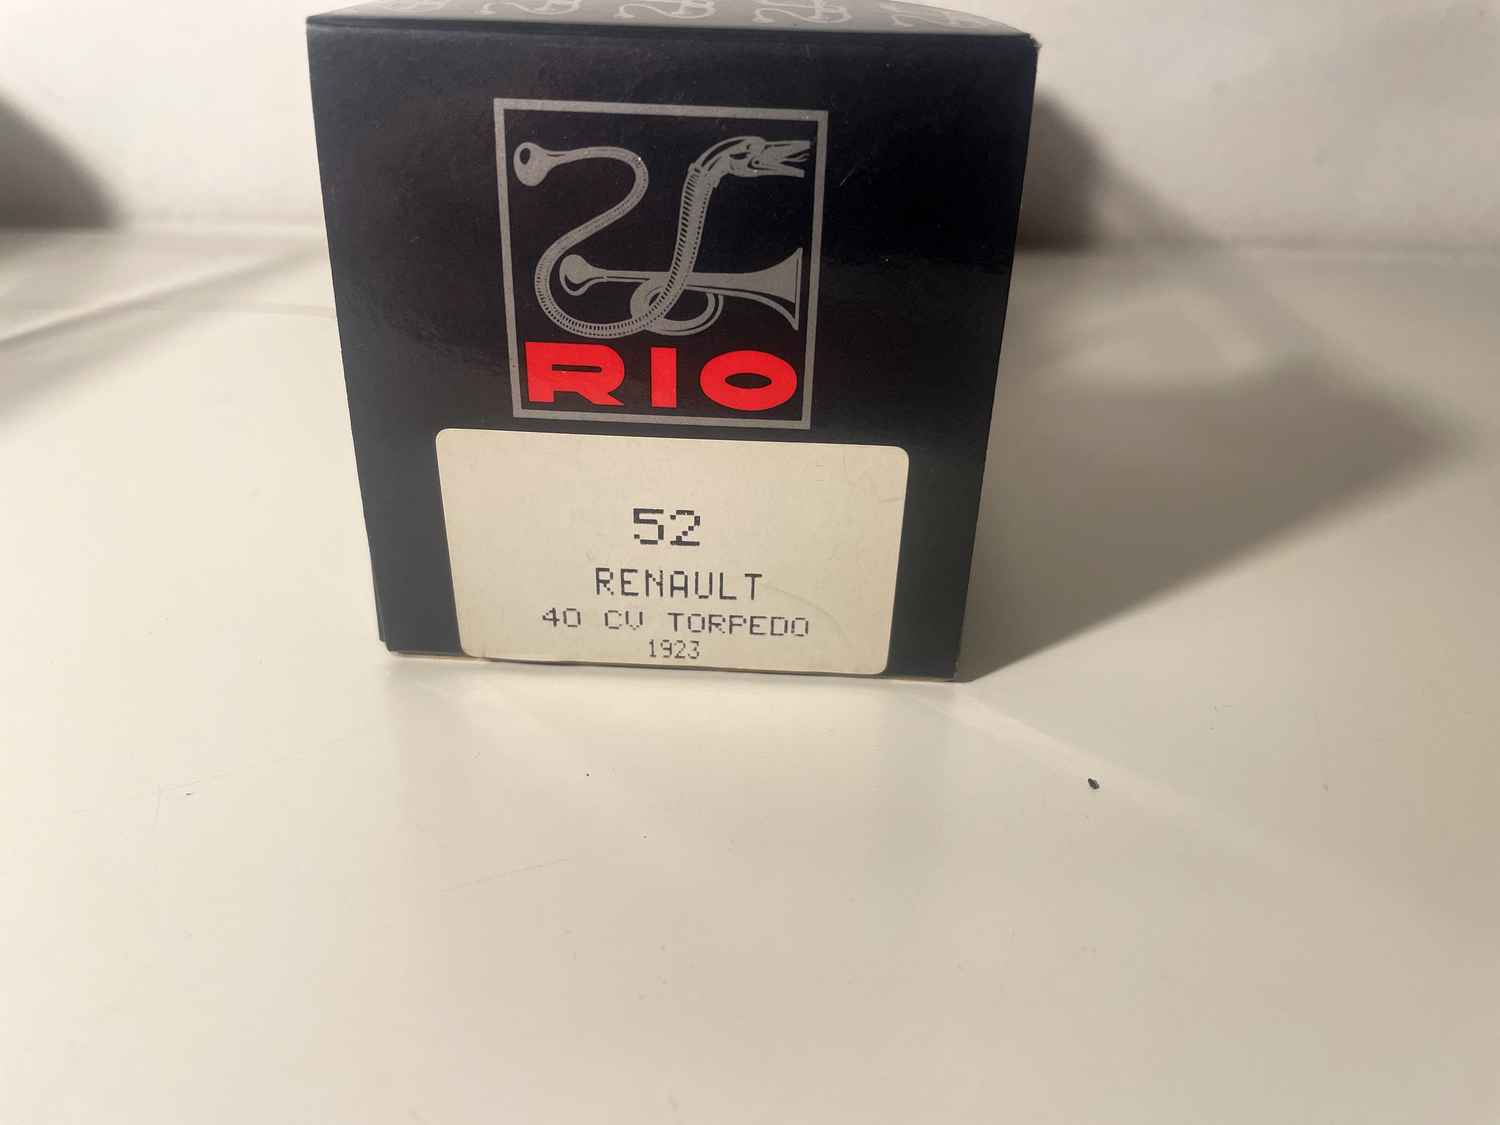 RIO
52
RENAULT
40 CV TORPEDO
1923